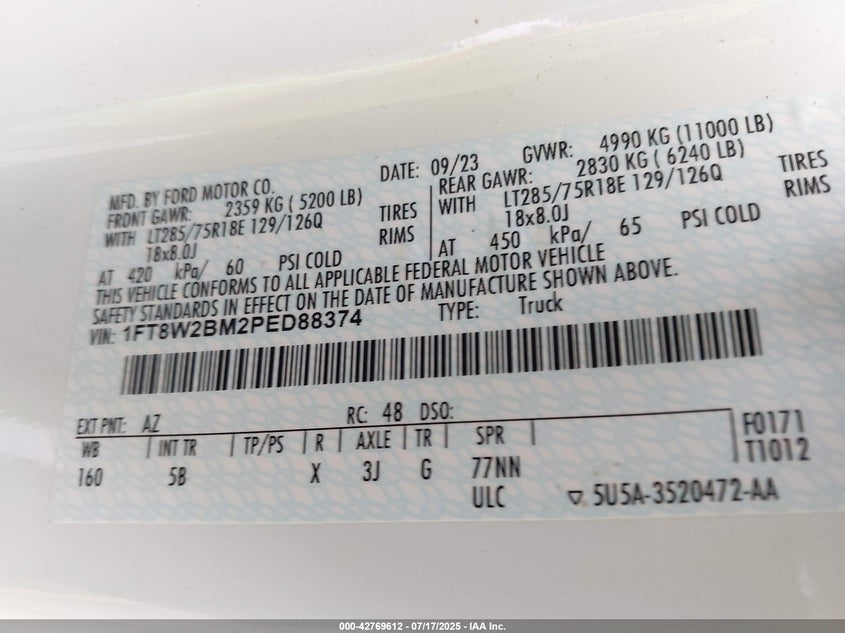 MFD. BY FORD MOTOR CO. DATE: 09/23 GVWR: 4990 KG (11000 LB)
FRONT GAWR: 2359 KG ( 5200 LB) REAR GAWR: 2830 KG ( 6240 LB)
WITH LT285/75R18E 129/126Q TIRES WITH LT285/75R18E 129/126Q TIRES
18x8.0J RIMS 18x8.0J RIMS
AT 420 kPa/ 60 PSI COLD AT 450 kPa/ 65 PSI COLD
THIS VEHICLE CONFORMS TO ALL APPLICABLE FEDERAL MOTOR VEHICLE
SAFETY STANDARDS IN EFFECT ON THE DATE OF MANUFACTURE SHOWN ABOVE.
VIN: 1FT8W2BM2PED88374 TYPE: Truck
EXT PNT: AZ RC: 48 DSO:
WB INT TR TP/PS R AXLE TR SPR F0171
160 5B X 3J G 77NN T1012
ULC ▽ 5U5A-3520472-AA
000-42769612 / 07/17/2025 - IAA Inc.